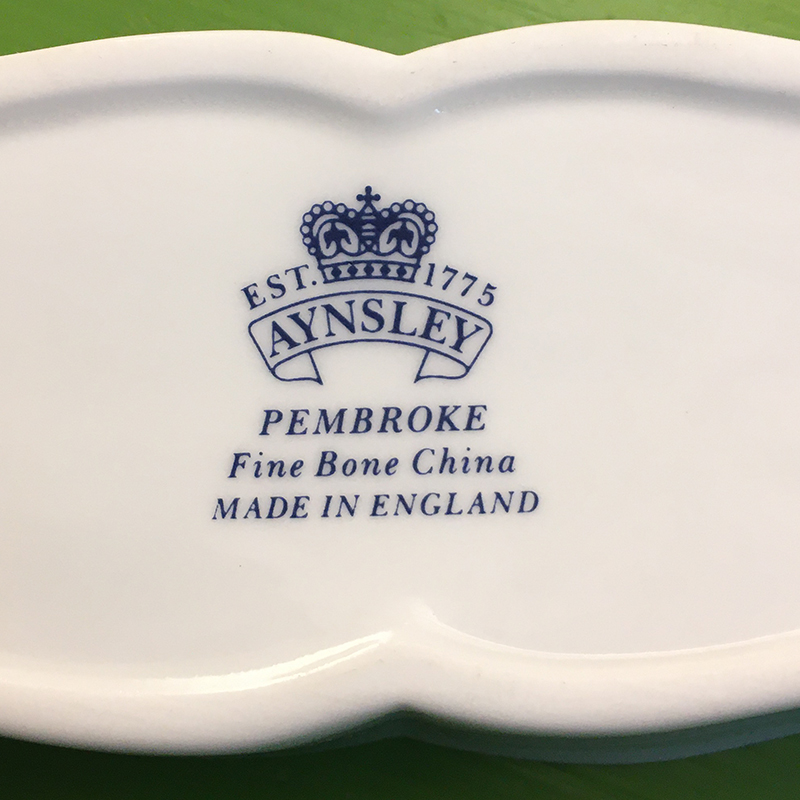 EST. 1775
AYNSLEY
PEMBROKE
Fine Bone China
MADE IN ENGLAND